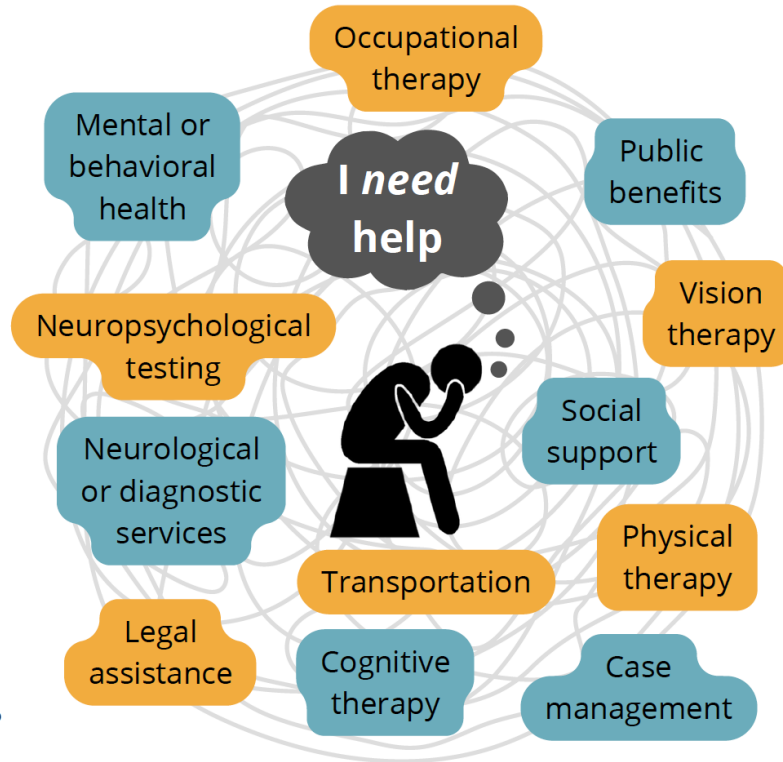 Occupational
therapy
Mental or
behavioral
health
I need
help
Public
benefits
Vision
therapy
Neuropsychological
testing
Social
support
Neurological
or diagnostic
services
Physical
therapy
Transportation
Legal
assistance
Cognitive
therapy
Case
management